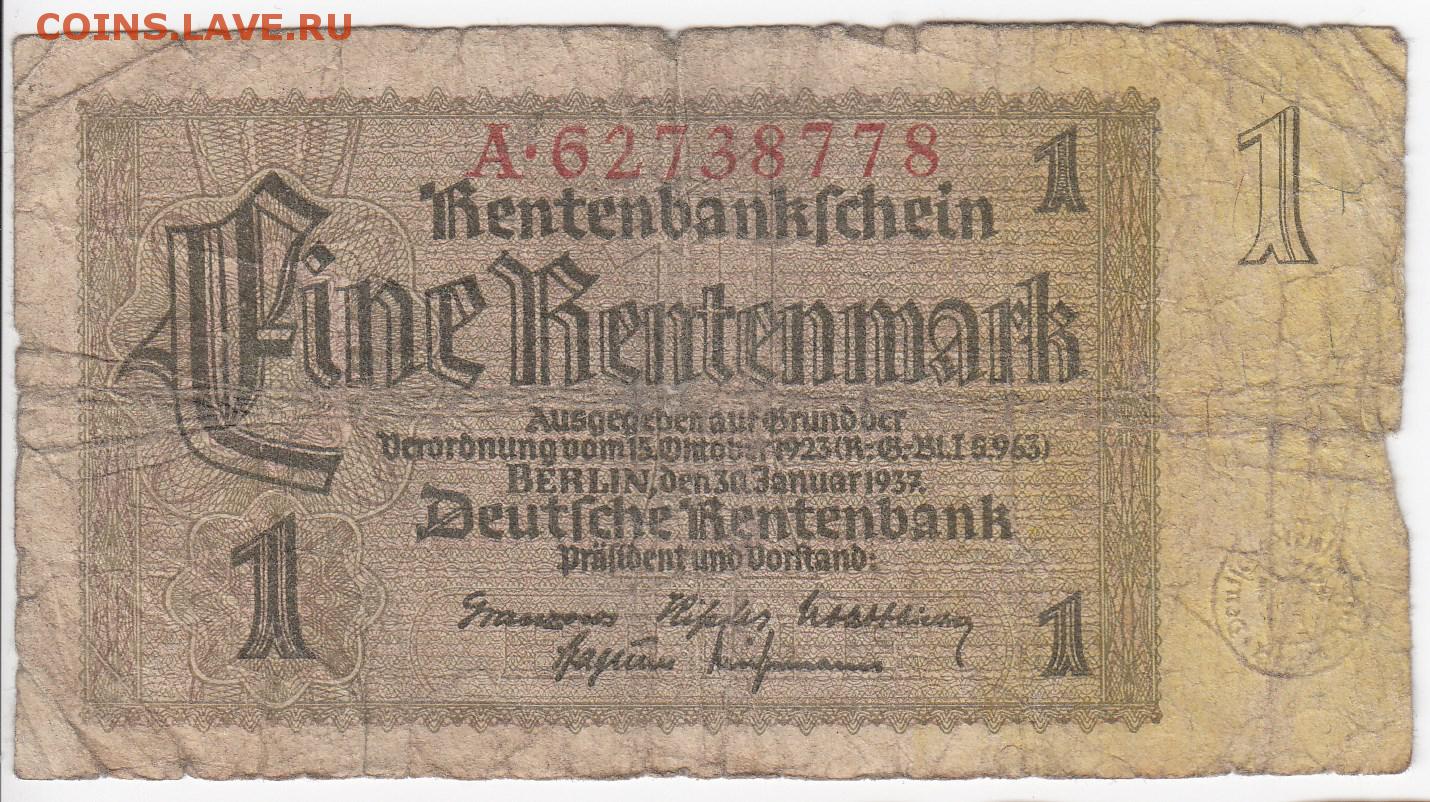 COINS.LAVE.RU
A·62738778
1
1
Rentenbankschein
Eine Rentenmark
Ausgegeben auf Grund der
Verordnung vom 15. Oktober 1923 (R.-G.-Bl. I S. 963)
BERLIN, den 30. Januar 1937.
Deutsche Rentenbank
Präsident und Vorstand:
1
1